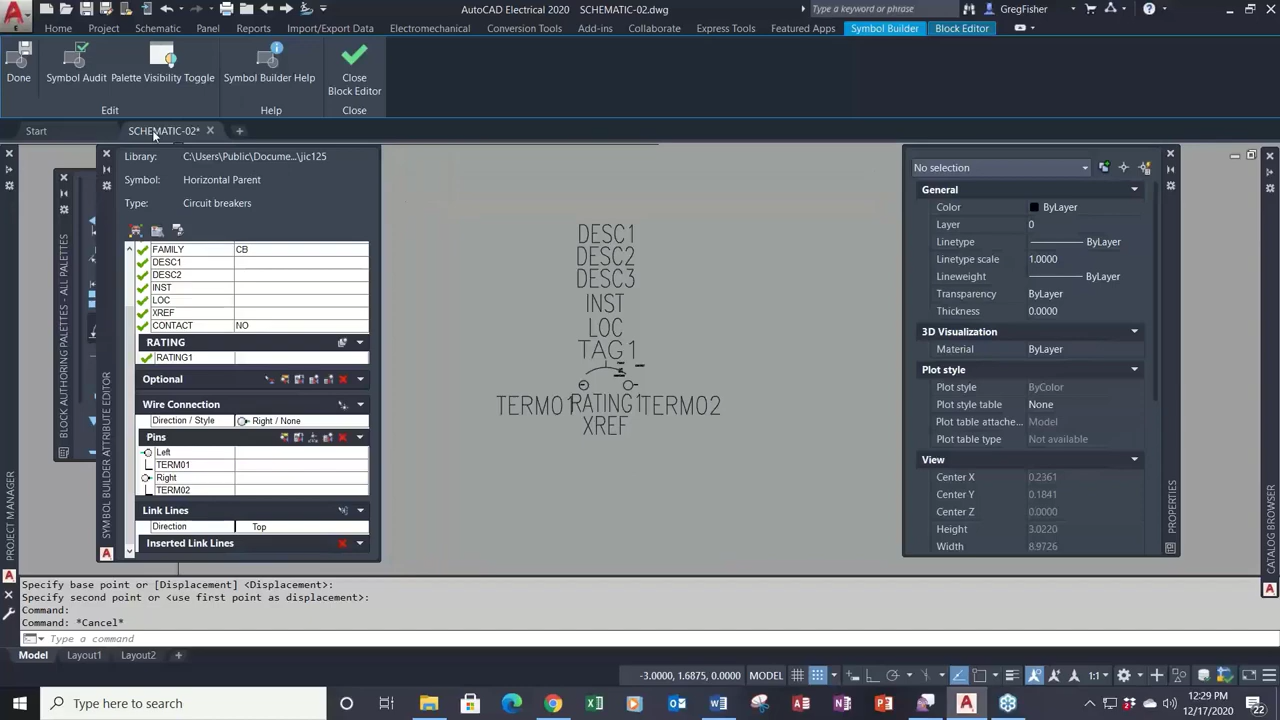 AutoCAD Electrical 2020 SCHEMATIC-02.dwg
Type a keyword or phrase
GregFisher
Home Project Schematic Panel Reports Import/Export Data Electromechanical Conversion Tools Add-ins Collaborate Express Tools Featured Apps Symbol Builder Block Editor
Done Symbol Audit Palette Visibility Toggle Symbol Builder Help Close
Block Editor
Edit Help Close
Start SCHEMATIC-02*
Library: C:\Users\Public\Docume...\jic125
Symbol: Horizontal Parent
Type: Circuit breakers
FAMILY CB
DESC1
DESC2
INST
LOC
XREF
CONTACT NO
RATING
RATING1
Optional
Wire Connection
Direction / Style Right / None
Pins
Left
TERM01
Right
TERM02
Link Lines
Direction Top
Inserted Link Lines
PROJECT MANAGER
BLOCK AUTHORING PALETTES - ALL PALETTES
SYMBOL BUILDER ATTRIBUTE EDITOR
DESC1
DESC2
DESC3
INST
LOC
TAG1
TERM01 RATING1 TERM02
XREF
No selection
General
Color ByLayer
Layer 0
Linetype ByLayer
Linetype scale 1.0000
Lineweight ByLayer
Transparency ByLayer
Thickness 0.0000
3D Visualization
Material ByLayer
Plot style
Plot style ByColor
Plot style table None
Plot table attache... Model
Plot table type Not available
View
Center X 0.2361
Center Y 0.1841
Center Z 0.0000
Height 3.0220
Width 8.9726
PROPERTIES
CATALOG BROWSER
Specify base point or [Displacement] <Displacement>:
Specify second point or <use first point as displacement>:
Command:
Command: *Cancel*
Type a command
Model Layout1 Layout2
-3.0000, 1.6875, 0.0000 MODEL 1:1
Type here to search
12:29 PM
12/17/2020
22